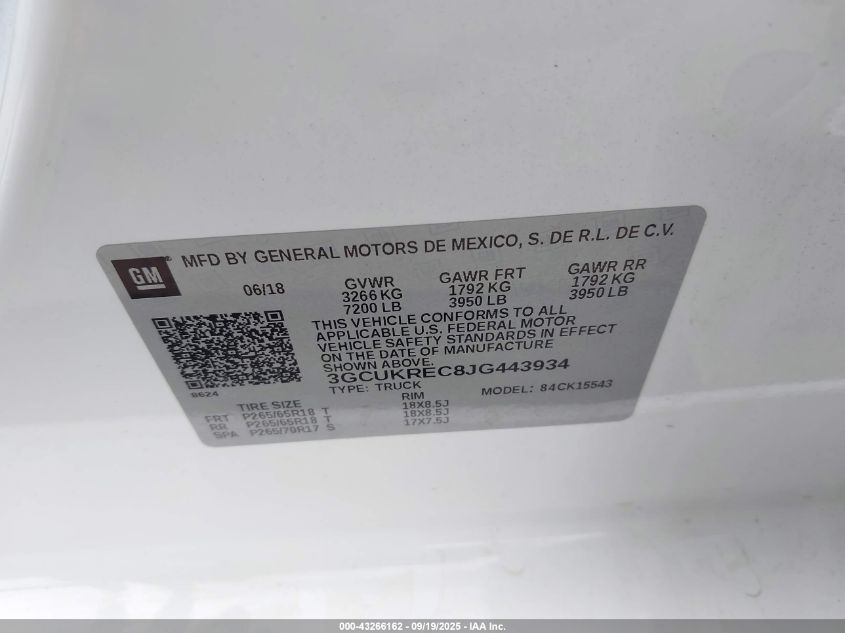 GM®
MFD BY GENERAL MOTORS DE MEXICO, S. DE R.L. DE C.V.
06/18
GVWR GAWR FRT GAWR RR
3266 KG 1792 KG 1792 KG
7200 LB 3950 LB 3950 LB
THIS VEHICLE CONFORMS TO ALL
APPLICABLE U.S. FEDERAL MOTOR
VEHICLE SAFETY STANDARDS IN EFFECT
ON THE DATE OF MANUFACTURE
SHOWN ABOVE.
3GCUKREC8JG443934
8624
TYPE: TRUCK MODEL: 84CK15543
TIRE SIZE RIM
FRT P265/65R18 T 18X8.5J
RR P265/65R18 T 18X8.5J
SPA P265/70R17 S 17X7.5J
000-43266162 - 09/19/2025 - IAA Inc.